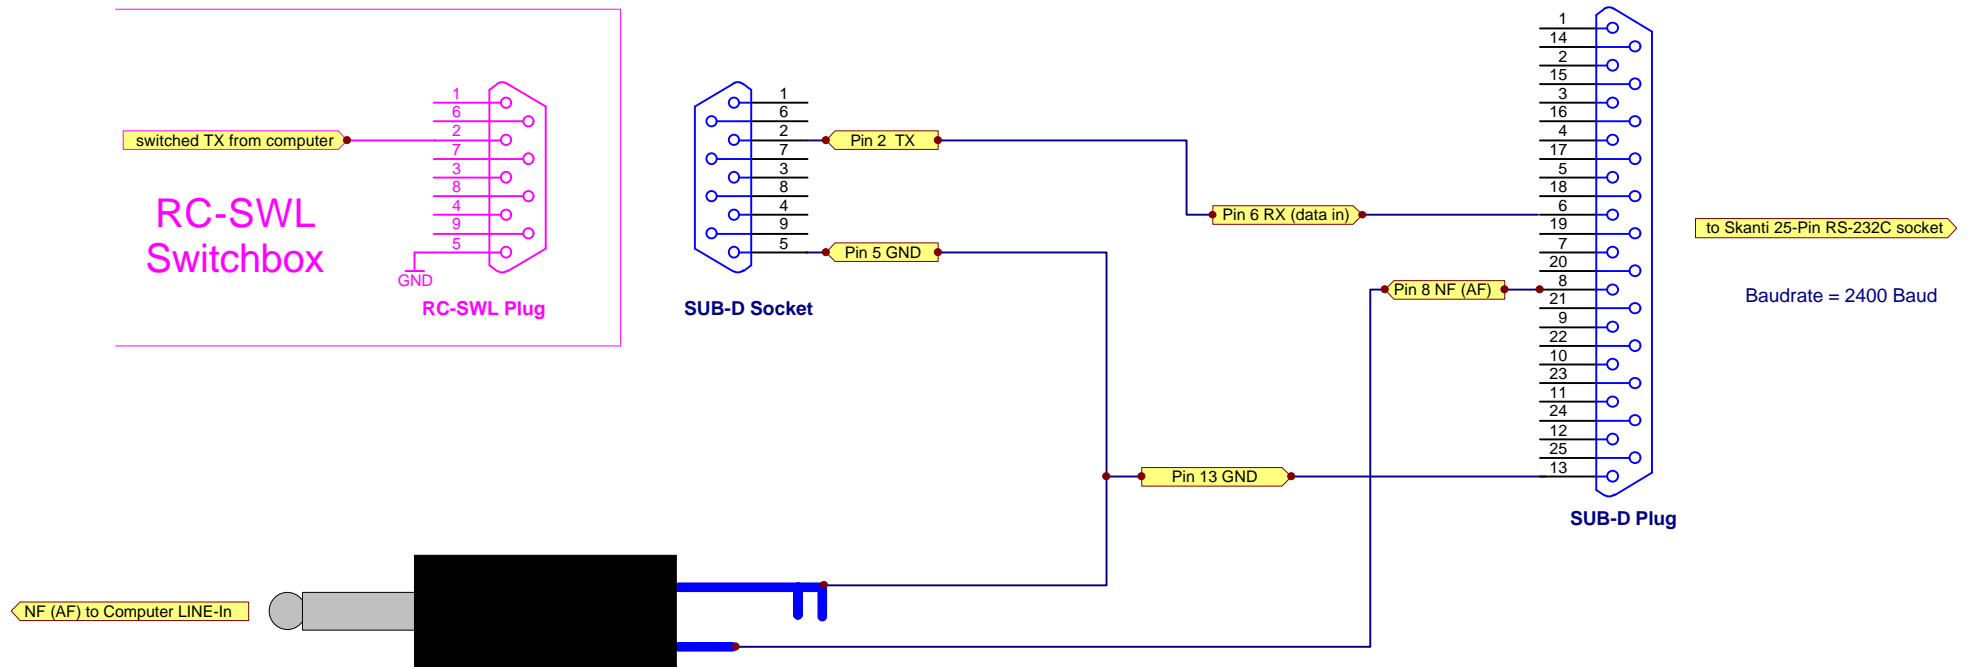 switched TX from computer
RC-SWL
Switchbox
1
6
2
7
3
8
4
9
5
GND
RC-SWL Plug
1
6
2
7
3
8
4
9
5
SUB-D Socket
Pin 2 TX
Pin 5 GND
Pin 6 RX (data in)
Pin 8 NF (AF)
Pin 13 GND
1
14
2
15
3
16
4
17
5
18
6
19
7
20
8
21
9
22
10
23
11
24
12
25
13
SUB-D Plug
to Skanti 25-Pin RS-232C socket
Baudrate = 2400 Baud
NF (AF) to Computer LINE-In